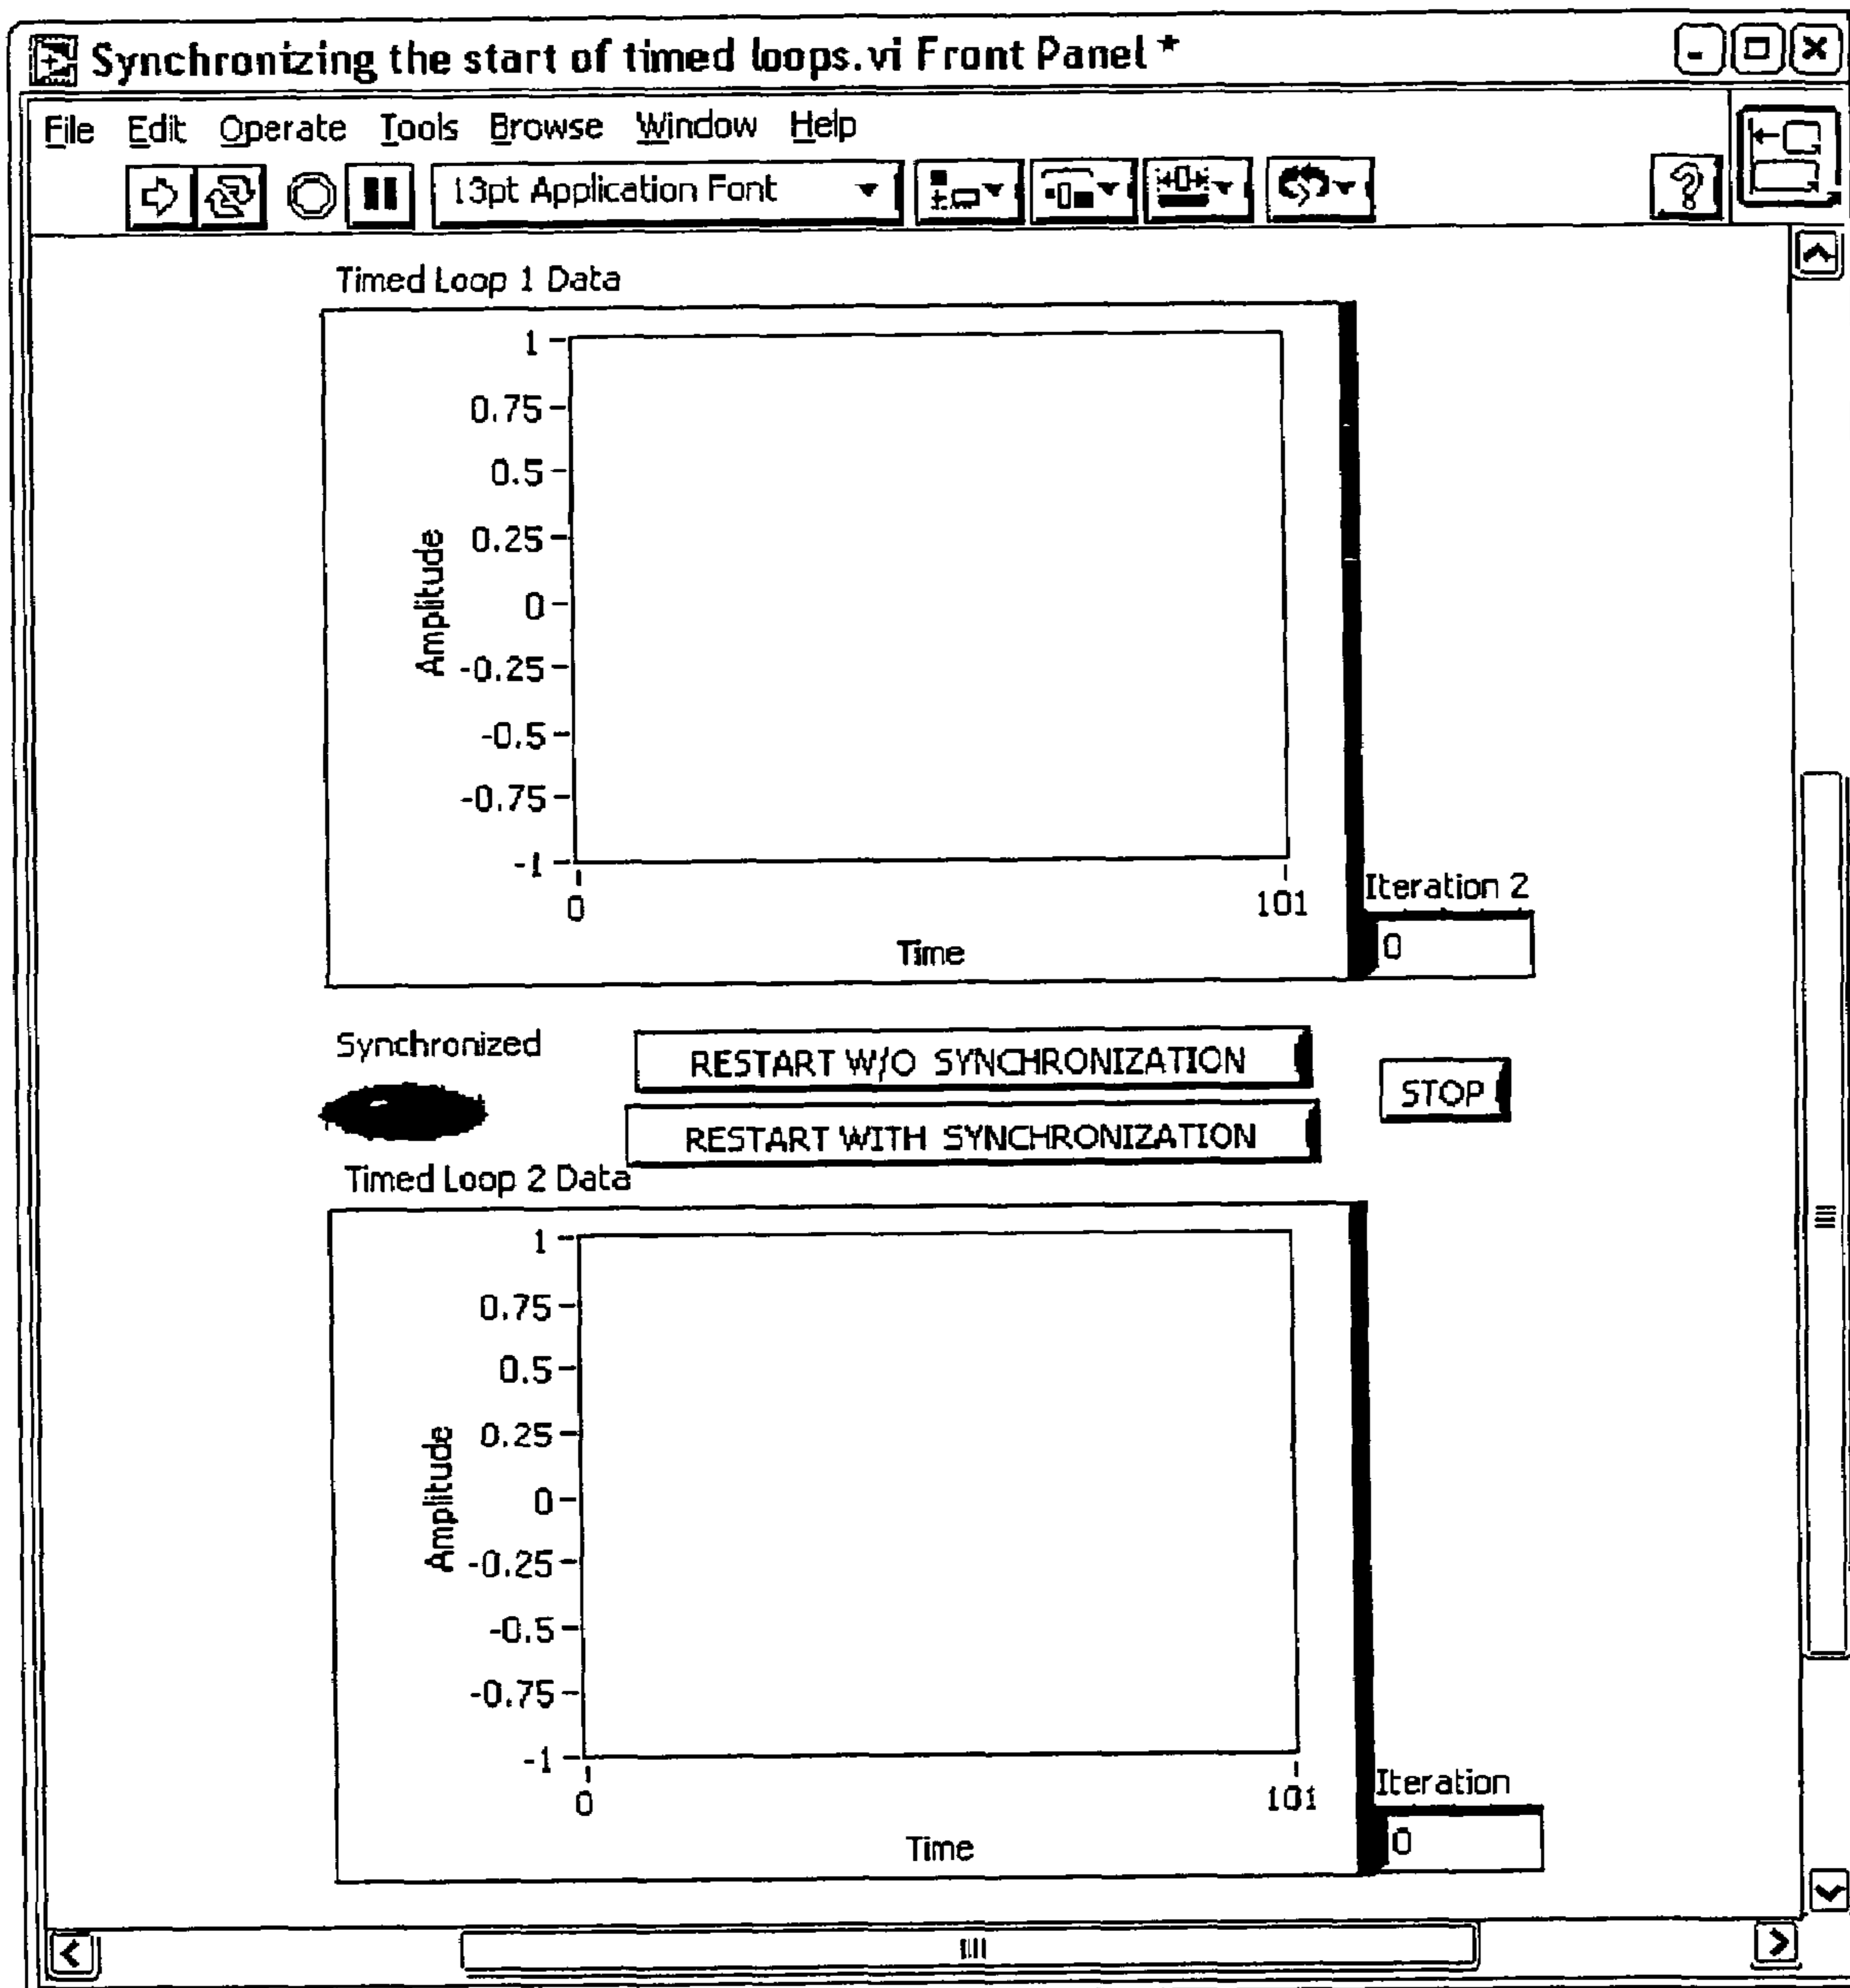 Synchronizing the start of timed loops.vi Front Panel *
File Edit Operate Tools Browse Window Help
13pt Application Font
?
Timed Loop 1 Data
1
0.75
0.5
0.25
0
-0.25
-0.5
-0.75
-1
Amplitude
0
101
Time
Iteration 2
0
Synchronized
RESTART W/O SYNCHRONIZATION
RESTART WITH SYNCHRONIZATION
STOP
Timed Loop 2 Data
1
0.75
0.5
0.25
0
-0.25
-0.5
-0.75
-1
Amplitude
0
101
Time
Iteration
0